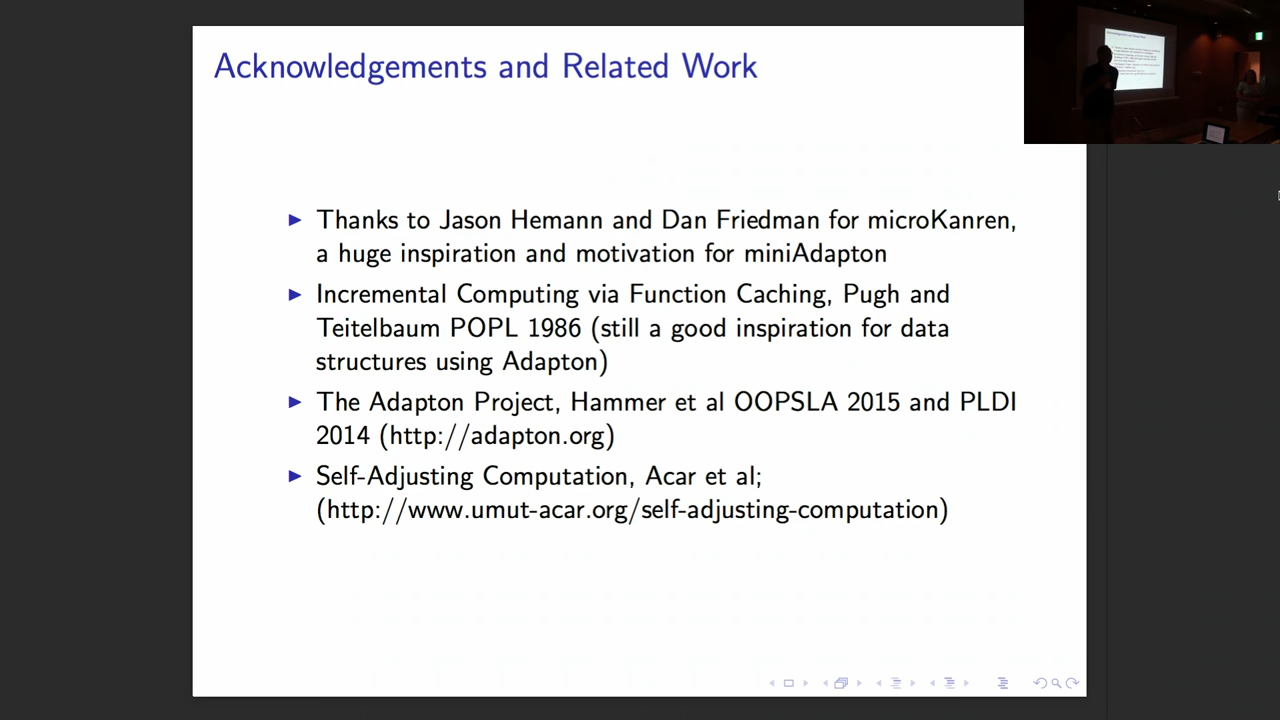 Acknowledgements and Related Work
Thanks to Jason Hemann and Dan Friedman for microKanren,
a huge inspiration and motivation for miniAdapton
Incremental Computing via Function Caching, Pugh and
Teitelbaum POPL 1986 (still a good inspiration for data
structures using Adapton)
The Adapton Project, Hammer et al OOPSLA 2015 and PLDI
2014 (http://adapton.org)
Self-Adjusting Computation, Acar et al;
(http://www.umut-acar.org/self-adjusting-computation)